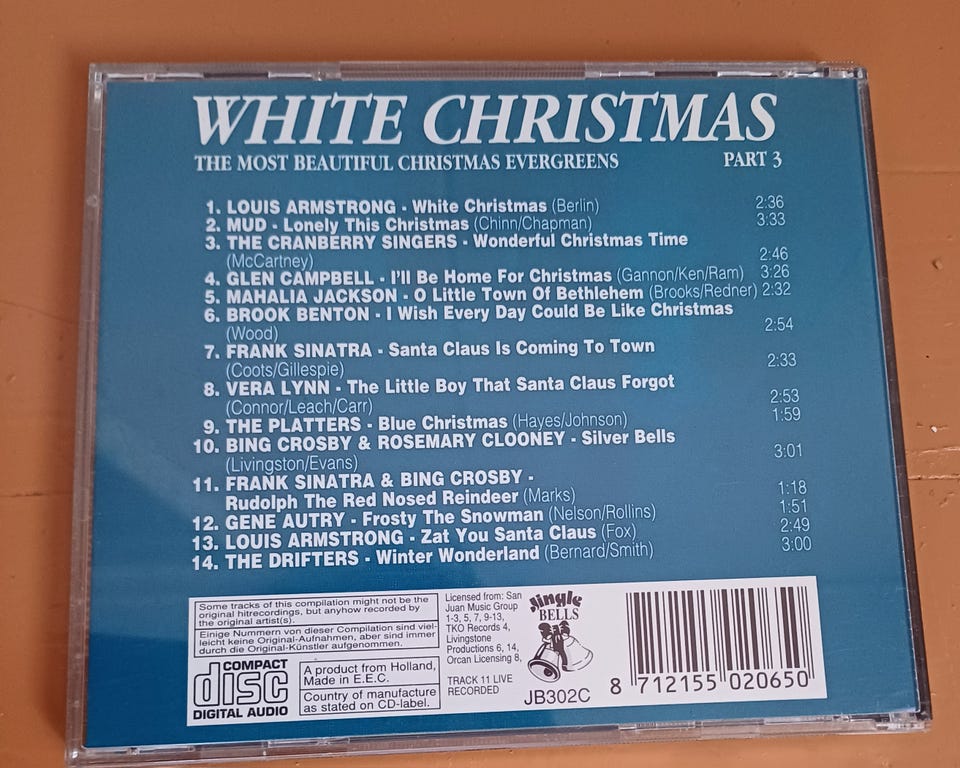 WHITE CHRISTMAS
THE MOST BEAUTIFUL CHRISTMAS EVERGREENS PART 3
1. LOUIS ARMSTRONG - White Christmas (Berlin) 2:36
2. MUD - Lonely This Christmas (Chinn/Chapman) 3:33
3. THE CRANBERRY SINGERS - Wonderful Christmas Time
(McCartney) 2:46
4. GLEN CAMPBELL - I'll Be Home For Christmas (Gannon/Ken/Ram) 3:26
5. MAHALIA JACKSON - O Little Town Of Bethlehem (Brooks/Redner) 2:32
6. BROOK BENTON - I Wish Every Day Could Be Like Christmas
(Wood) 2:54
7. FRANK SINATRA - Santa Claus Is Coming To Town
(Coots/Gillespie) 2:33
8. VERA LYNN - The Little Boy That Santa Claus Forgot
(Connor/Leach/Carr) 2:53
9. THE PLATTERS - Blue Christmas (Hayes/Johnson) 1:59
10. BING CROSBY & ROSEMARY CLOONEY - Silver Bells
(Livingston/Evans) 3:01
11. FRANK SINATRA & BING CROSBY -
Rudolph The Red Nosed Reindeer (Marks) 1:18
12. GENE AUTRY - Frosty The Snowman (Nelson/Rollins) 1:51
13. LOUIS ARMSTRONG - Zat You Santa Claus (Fox) 2:49
14. THE DRIFTERS - Winter Wonderland (Bernard/Smith) 3:00
Some tracks of this compilation might not be the
original hitrecordings, but anyhow recorded by
the original artist(s).
Einige Nummern von dieser Compilation sind viel-
leicht keine Original-Aufnahmen, aber sind immer
durch die Original-Künstler aufgenommen.
COMPACT
disc
DIGITAL AUDIO
A product from Holland,
Made in E.E.C.
Country of manufacture
as stated on CD-label.
Licensed from: San
Juan Music Group
1-3, 5, 7, 9-13,
TKO Records 4,
Livingstone
Productions 6, 14,
Orcan Licensing 8,
TRACK 11 LIVE
RECORDED
Jingle
BELLS
JB302C
8 712155 020650